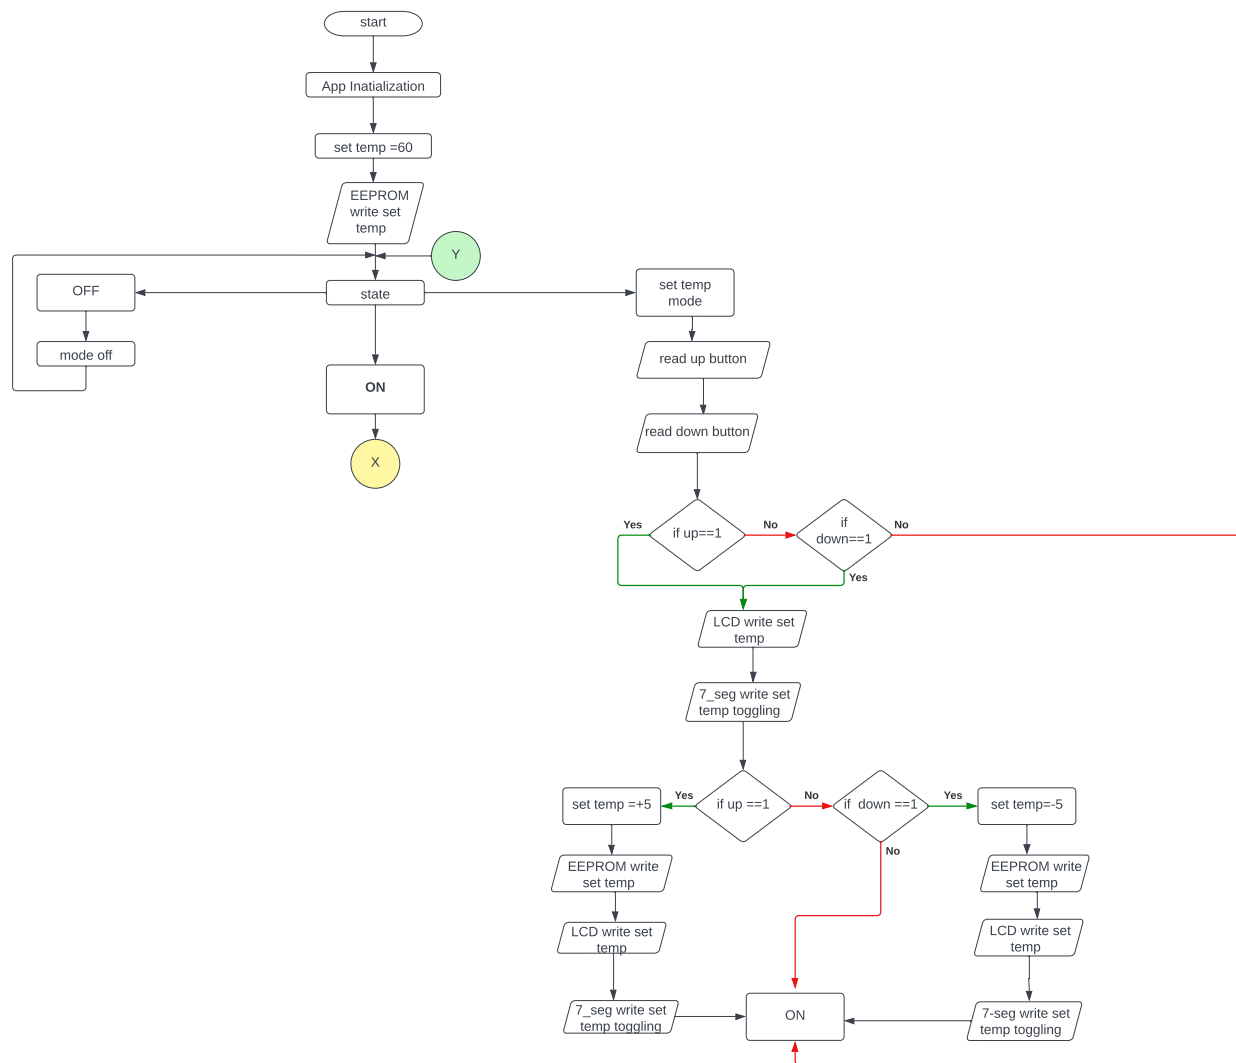 start
App Inatialization
set temp =60
EEPROM
write set
temp
Y
OFF
state
set temp
mode
mode off
read up button
ON
read down button
X
Yes
if up==1
No
if
down==1
No
Yes
LCD write set
temp
7_seg write set
temp toggling
set temp =+5
Yes
if up ==1
No
if  down ==1
Yes
set temp=-5
No
EEPROM write
set temp
EEPROM write
set temp
LCD write set
temp
LCD write set
temp
7_seg write set
temp toggling
ON
7-seg write set
temp toggling